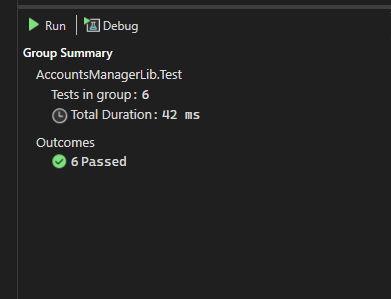 Run Debug
Group Summary
AccountsManagerLib.Test
Tests in group: 6
Total Duration: 42 ms
Outcomes
6 Passed